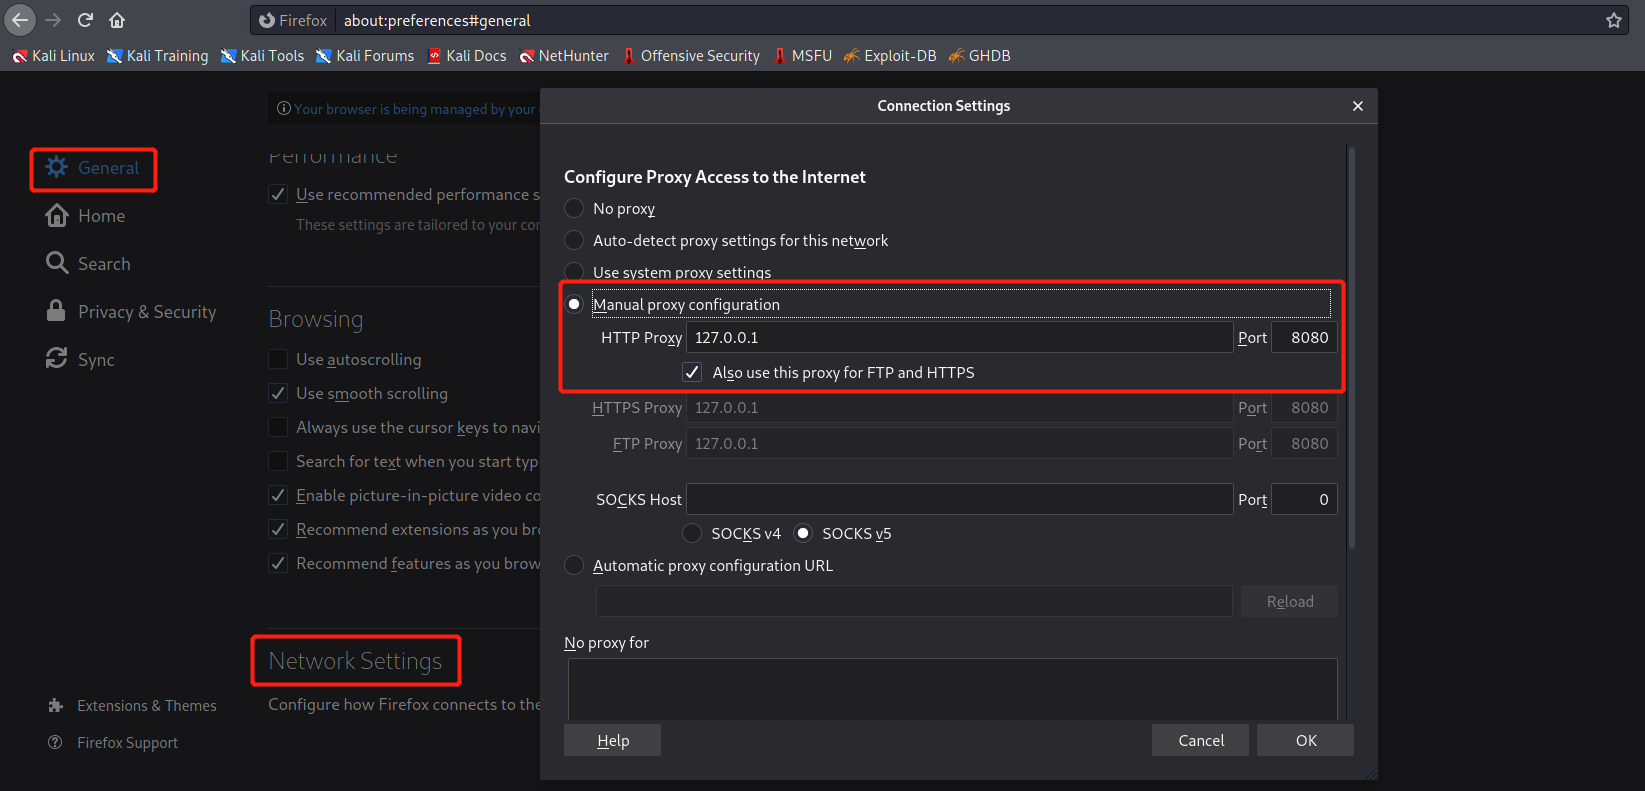 Firefox about:preferences#general
Kali Linux Kali Training Kali Tools Kali Forums Kali Docs NetHunter Offensive Security MSFU Exploit-DB GHDB
Your browser is being managed by your
General
Home
Search
Privacy & Security
Sync
Extensions & Themes
Firefox Support
Performance
Use recommended performance s
These settings are tailored to your co
Browsing
Use autoscrolling
Use smooth scrolling
Always use the cursor keys to navi
Search for text when you start typ
Enable picture-in-picture video co
Recommend extensions as you bro
Recommend features as you brow
Network Settings
Configure how Firefox connects to the
Connection Settings
Configure Proxy Access to the Internet
No proxy
Auto-detect proxy settings for this network
Use system proxy settings
Manual proxy configuration
HTTP Proxy 127.0.0.1 Port 8080
Also use this proxy for FTP and HTTPS
HTTPS Proxy 127.0.0.1 Port 8080
FTP Proxy 127.0.0.1 Port 8080
SOCKS Host Port 0
SOCKS v4 SOCKS v5
Automatic proxy configuration URL
Reload
No proxy for
Help Cancel OK